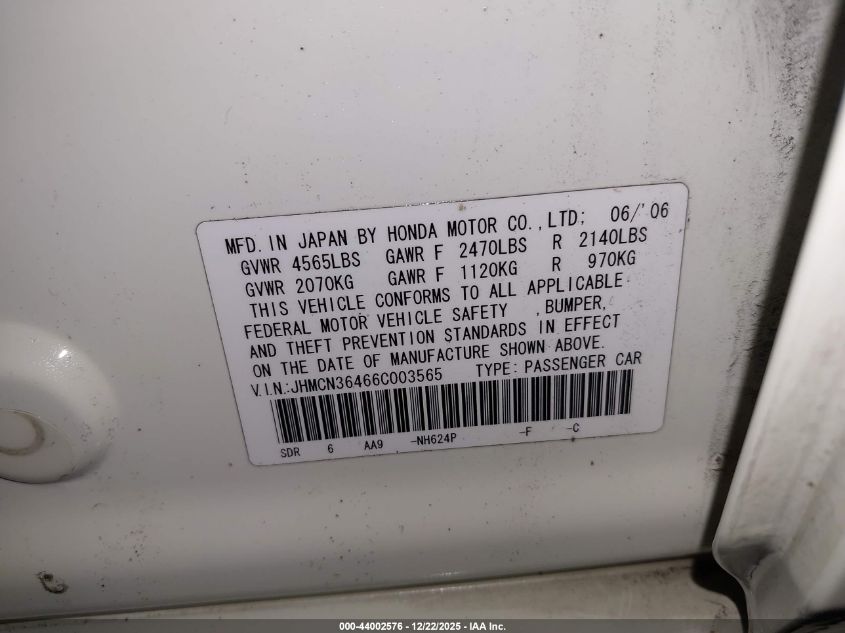 MFD. IN JAPAN BY HONDA MOTOR CO.,LTD; 06/'06
GVWR 4565LBS GAWR F 2470LBS R 2140LBS
GVWR 2070KG GAWR F 1120KG R 970KG
THIS VEHICLE CONFORMS TO ALL APPLICABLE
FEDERAL MOTOR VEHICLE SAFETY ,BUMPER,
AND THEFT PREVENTION STANDARDS IN EFFECT
ON THE DATE OF MANUFACTURE SHOWN ABOVE.
V.I.N.:JHMCN36466C003565 TYPE: PASSENGER CAR
SDR 6 AA9 -NH624P -F -C
000-44002576 - 12/22/2025 - IAA Inc.